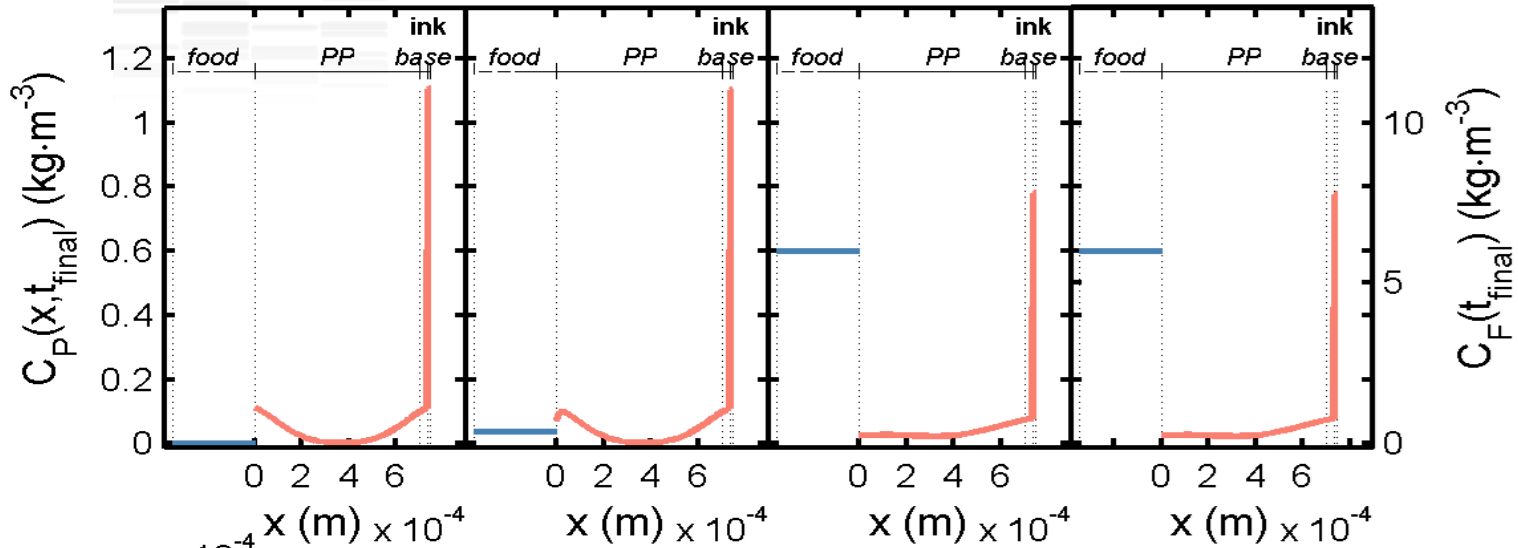 ink ink ink ink
food PP base food PP base food PP base food PP base
1.2
1 10
0.8
0.6
5
0.4
0.2
0 0
C_P(x,t_final) (kg·m^-3)
C_F(t_final) (kg·m^-3)
0 2 4 6 0 2 4 6 0 2 4 6 0 2 4 6
x (m) x 10^-4 x (m) x 10^-4 x (m) x 10^-4 x (m) x 10^-4
10^-4